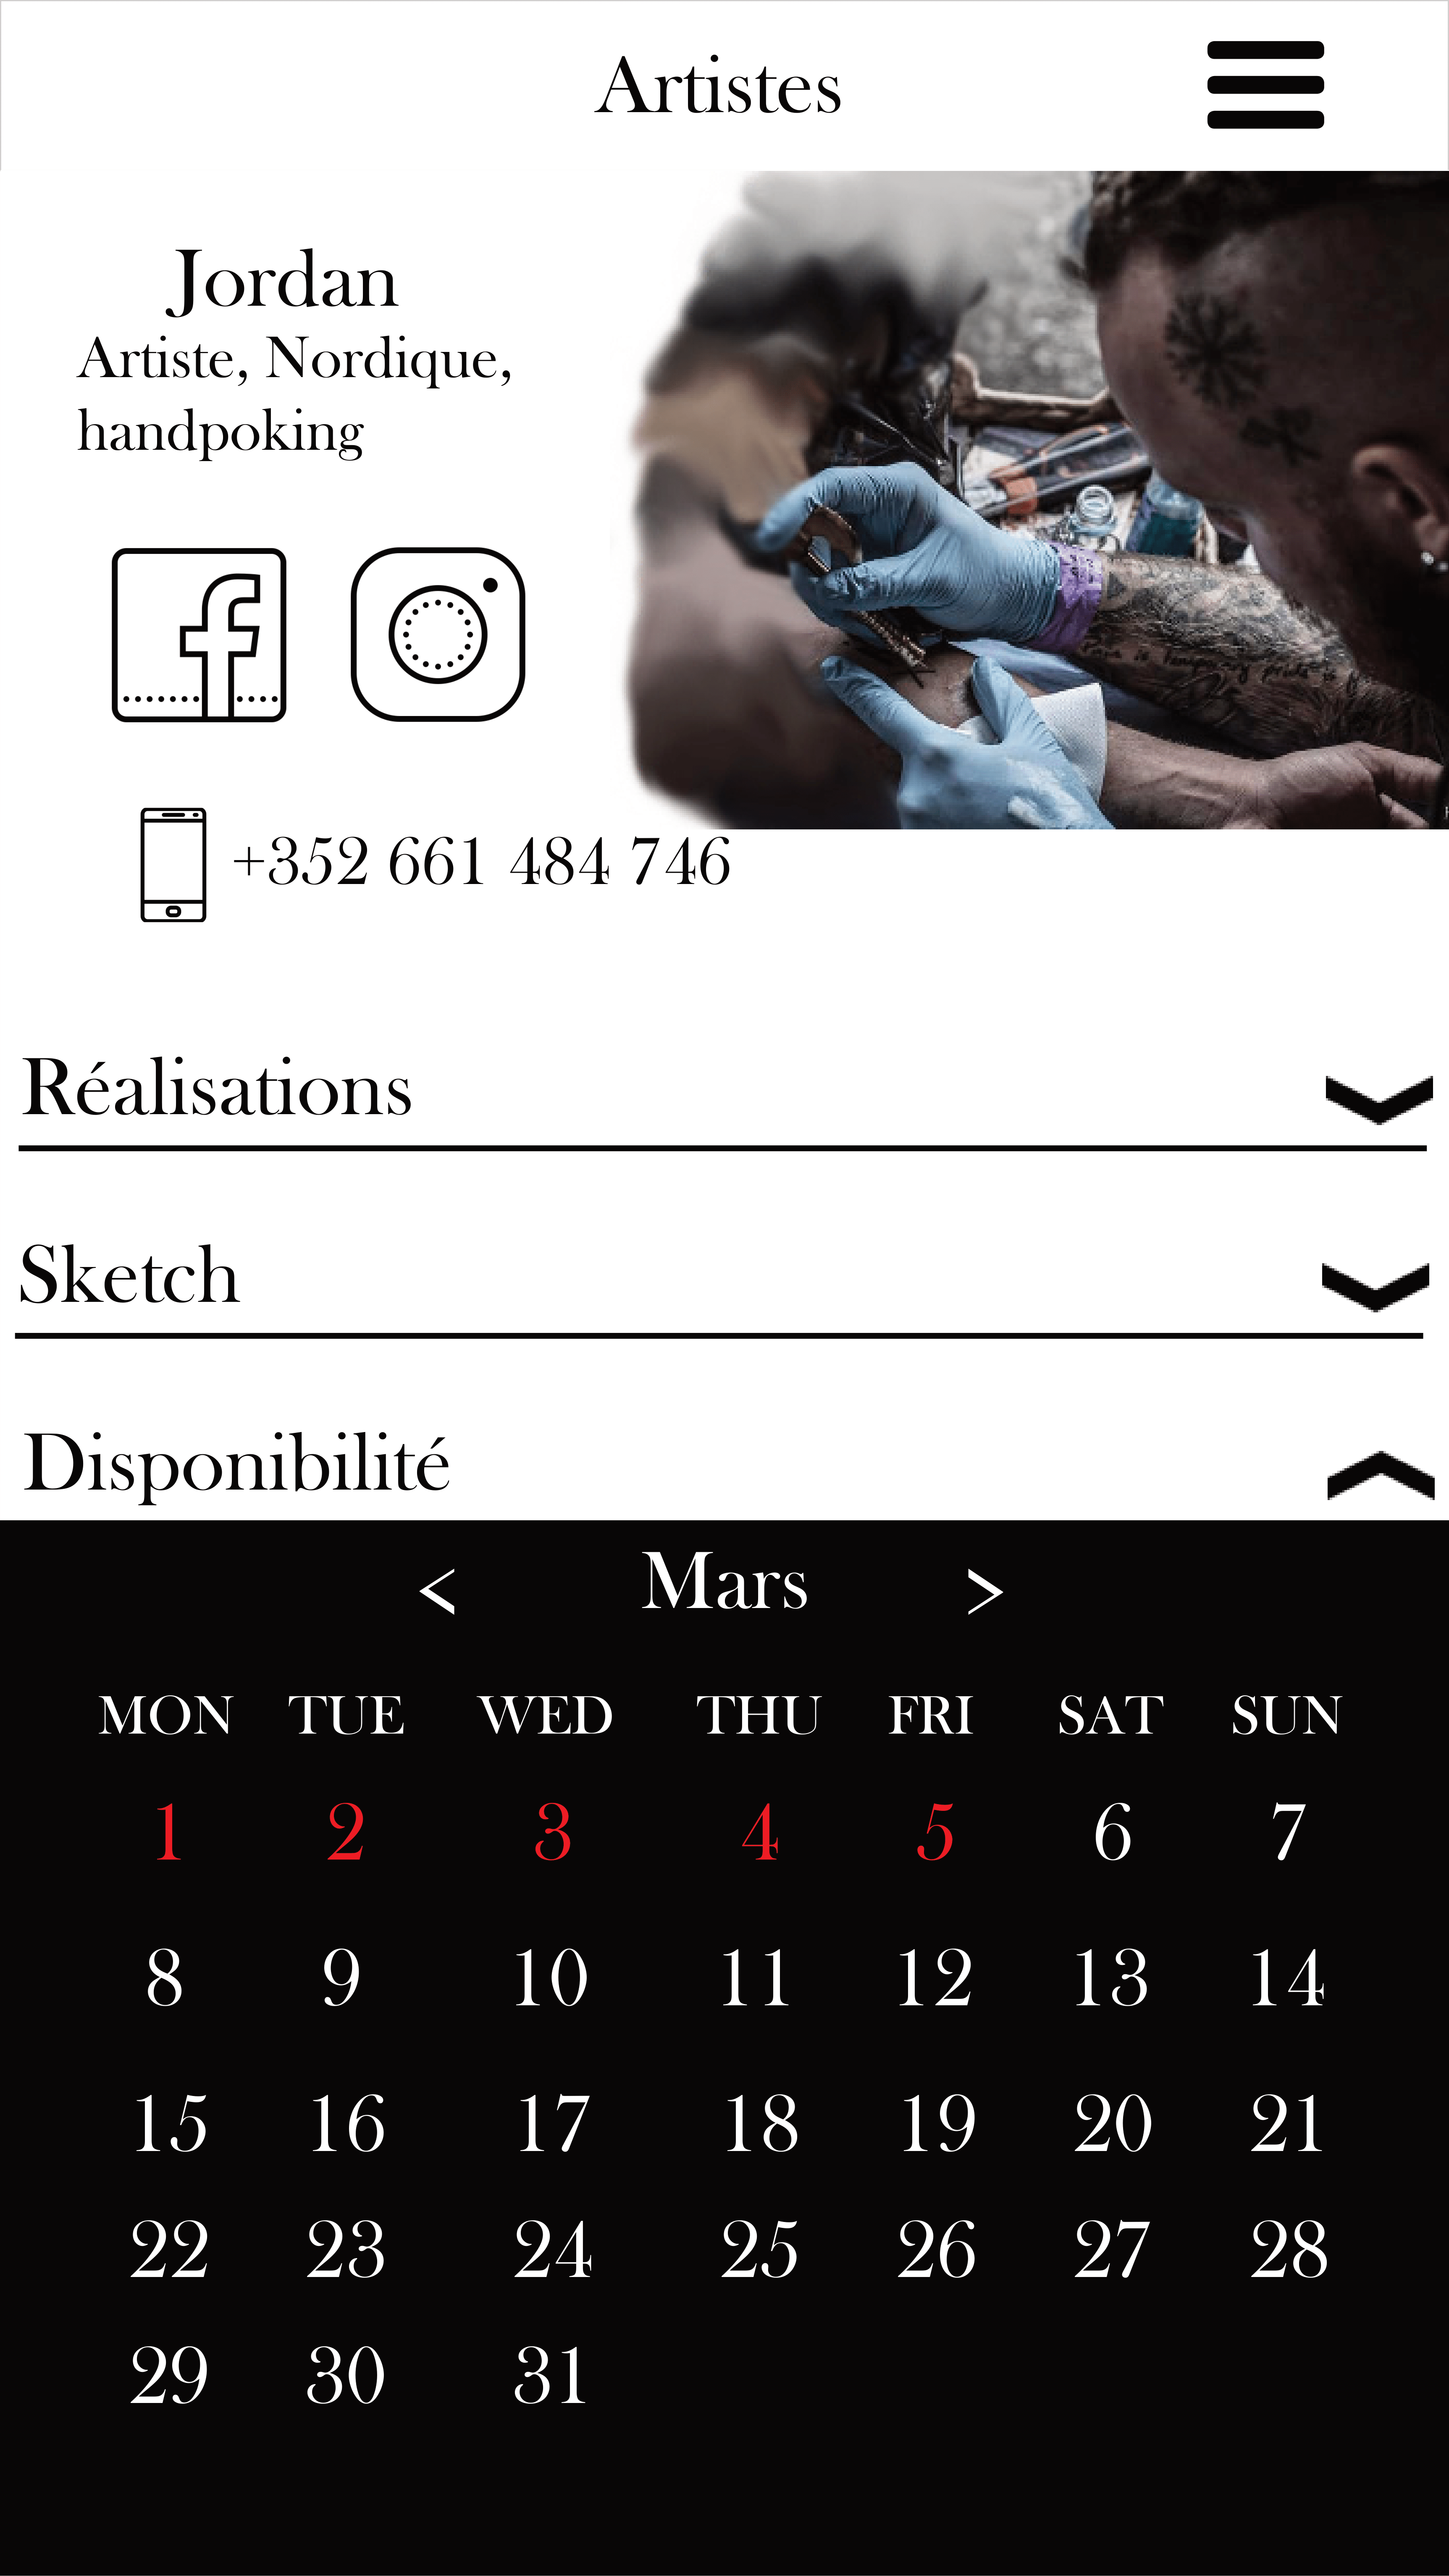 Artistes
Jordan
Artiste, Nordique,
handpoking
+352 661 484 746
Réalisations
Sketch
Disponibilité
< Mars >
MON TUE WED THU FRI SAT SUN
1 2 3 4 5 6 7
8 9 10 11 12 13 14
15 16 17 18 19 20 21
22 23 24 25 26 27 28
29 30 31